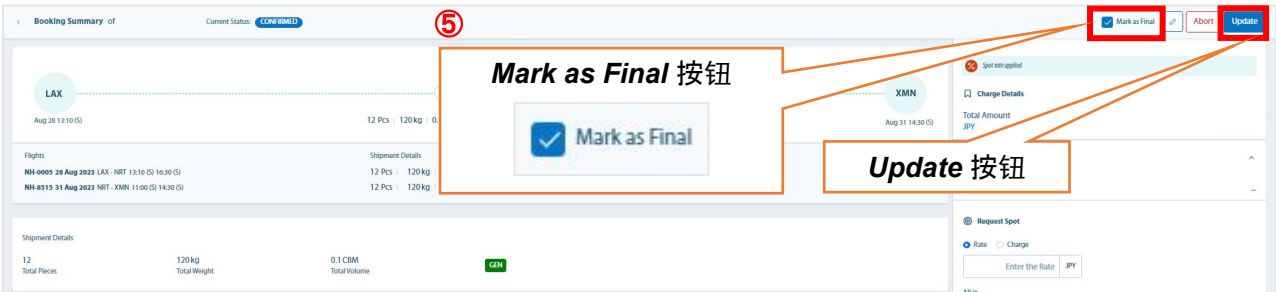 Booking Summary of
Current Status: CONFIRMED
⑤
Mark as Final
Abort
Update
Mark as Final 按钮
Mark as Final
Update 按钮
LAX
Aug 28 13:10 (S)
12 Pcs | 120 kg | 0.
XMN
Aug 31 14:30 (S)
Flights
NH-0005 28 Aug 2023 LAX - NRT 13:10 (S) 16:30 (S)
NH-8515 31 Aug 2023 NRT - XMN 11:00 (S) 14:30 (S)
Shipment Details
12 Pcs | 120 kg
12 Pcs | 120 kg
Shipment Details
12
Total Pieces
120 kg
Total Weight
0.1 CBM
Total Volume
GEN
Spot rate applied
Charge Details
Total Amount
JPY
Request Spot
Rate
Charge
Enter the Rate
JPY